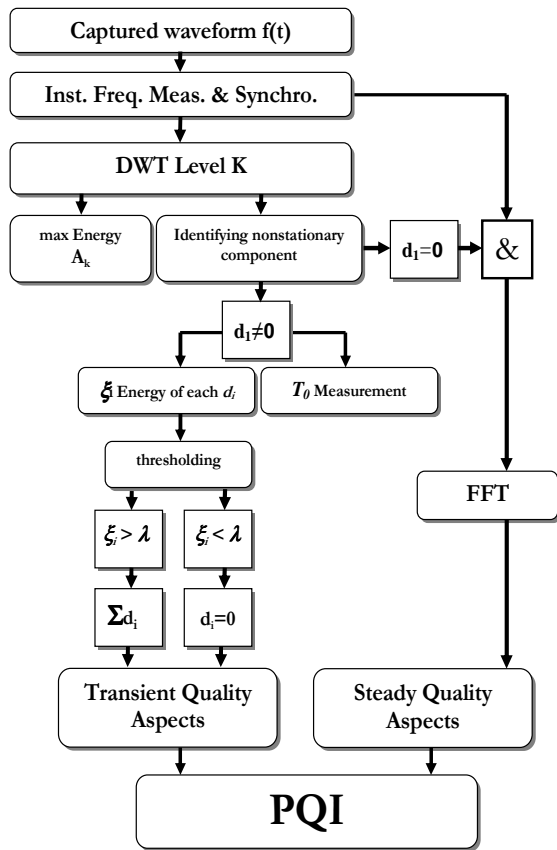 Captured waveform f(t)
Inst. Freq. Meas. & Synchro.
DWT Level K
max Energy
Aₖ
Identifying nonstationary
component
d₁=0
&
d₁≠0
ξᵢ Energy of each dᵢ
T₀ Measurement
thresholding
FFT
ξᵢ > λ
ξᵢ < λ
Σdᵢ
dᵢ=0
Transient Quality
Aspects
Steady Quality
Aspects
PQI